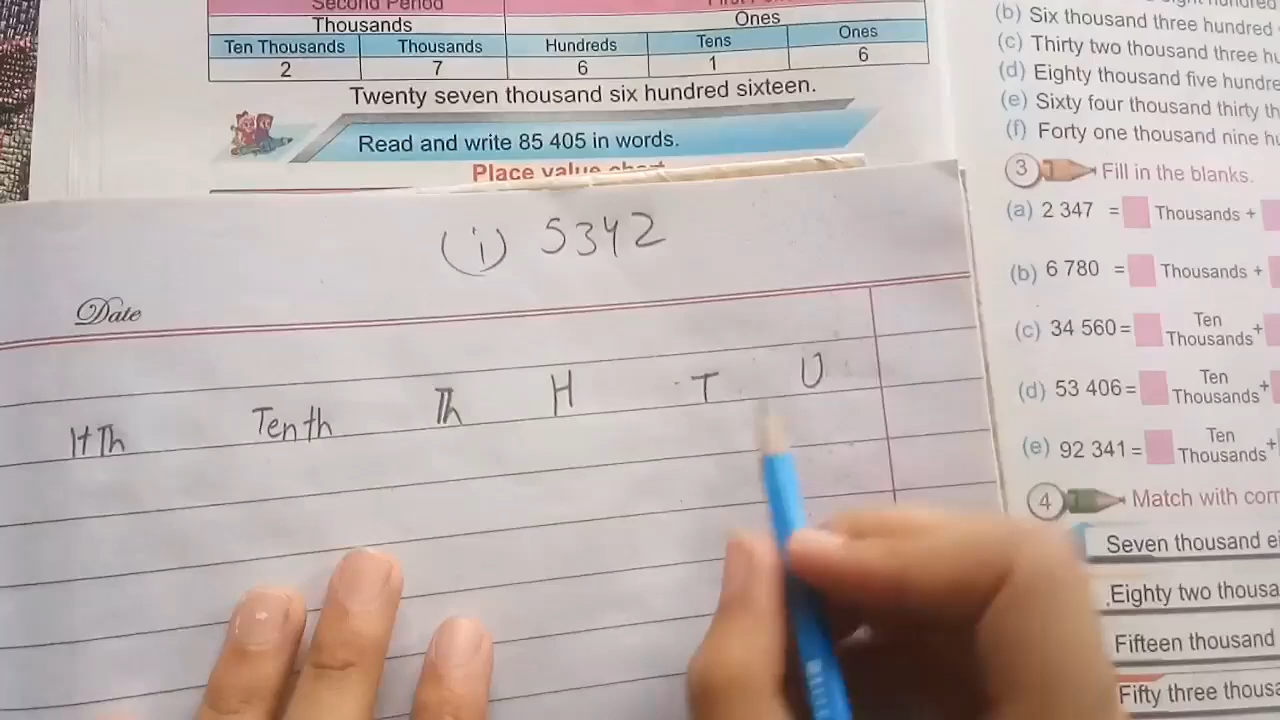 Second Period
Thousands
Ones
Ten Thousands Thousands Hundreds Tens Ones
2 7 6 1 6
Twenty seven thousand six hundred sixteen.
Read and write 85 405 in words.
Place value
(i) 5342
Date
HTh Tenth Th H T U
(b) Six thousand three hundred
(c) Thirty two thousand three
(d) Eighty thousand five
(e) Sixty four thousand thirty
(f) Forty one thousand nine
3 Fill in the blanks.
(a) 2 347 = Thousands +
(b) 6 780 = Thousands +
(c) 34 560 = Ten Thousands +
(d) 53 406 = Ten Thousands +
(e) 92 341 = Ten Thousands +
4 Match with
Seven thousand
Eighty two
Fifteen thousand
Fifty three